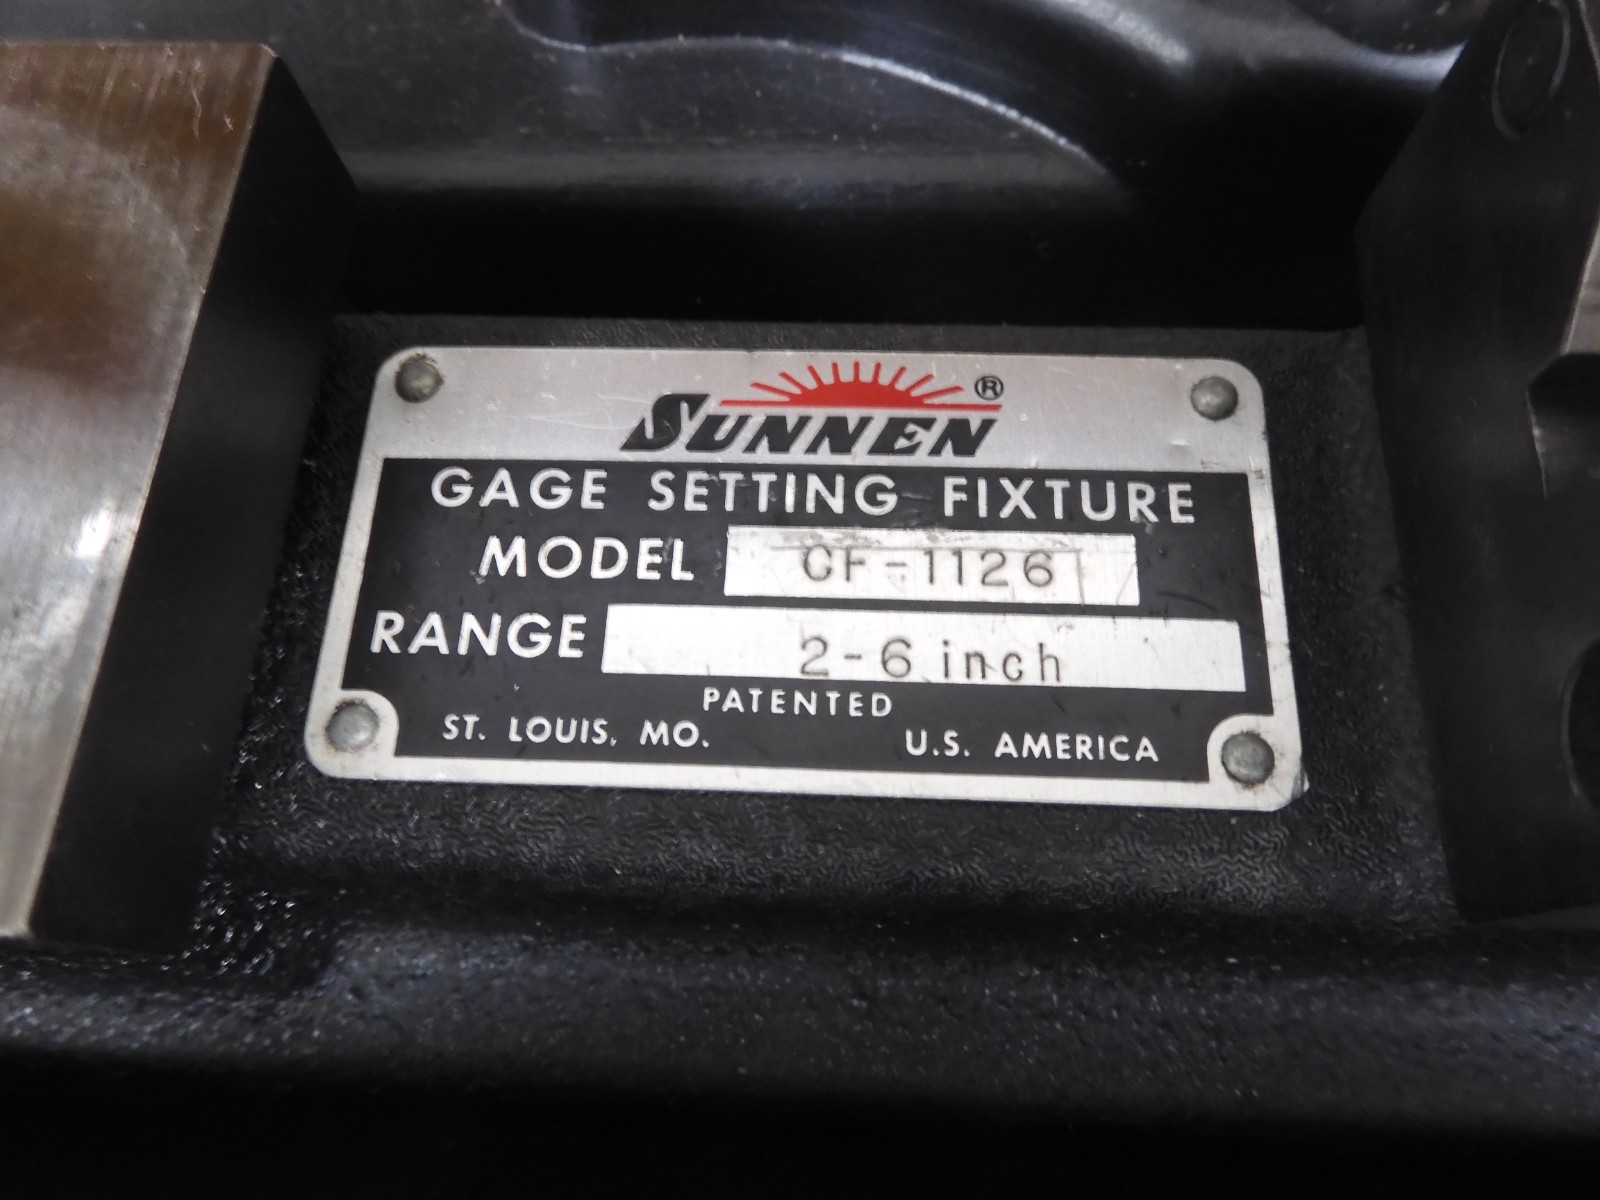 SUNNEN®
GAGE SETTING FIXTURE
MODEL CF-1126
RANGE 2-6 inch
PATENTED
ST. LOUIS, MO. U.S. AMERICA